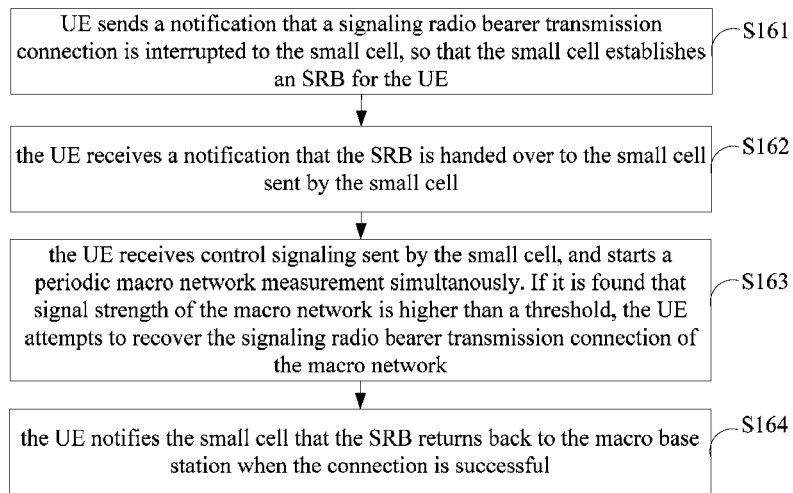 UE sends a notification that a signaling radio bearer transmission
connection is interrupted to the small cell, so that the small cell establishes
an SRB for the UE
S161
the UE receives a notification that the SRB is handed over to the small cell
sent by the small cell
S162
the UE receives control signaling sent by the small cell, and starts a
periodic macro network measurement simultanously. If it is found that
signal strength of the macro network is higher than a threshold, the UE
attempts to recover the signaling radio bearer transmission connection of
the macro network
S163
the UE notifies the small cell that the SRB returns back to the macro base
station when the connection is successful
S164